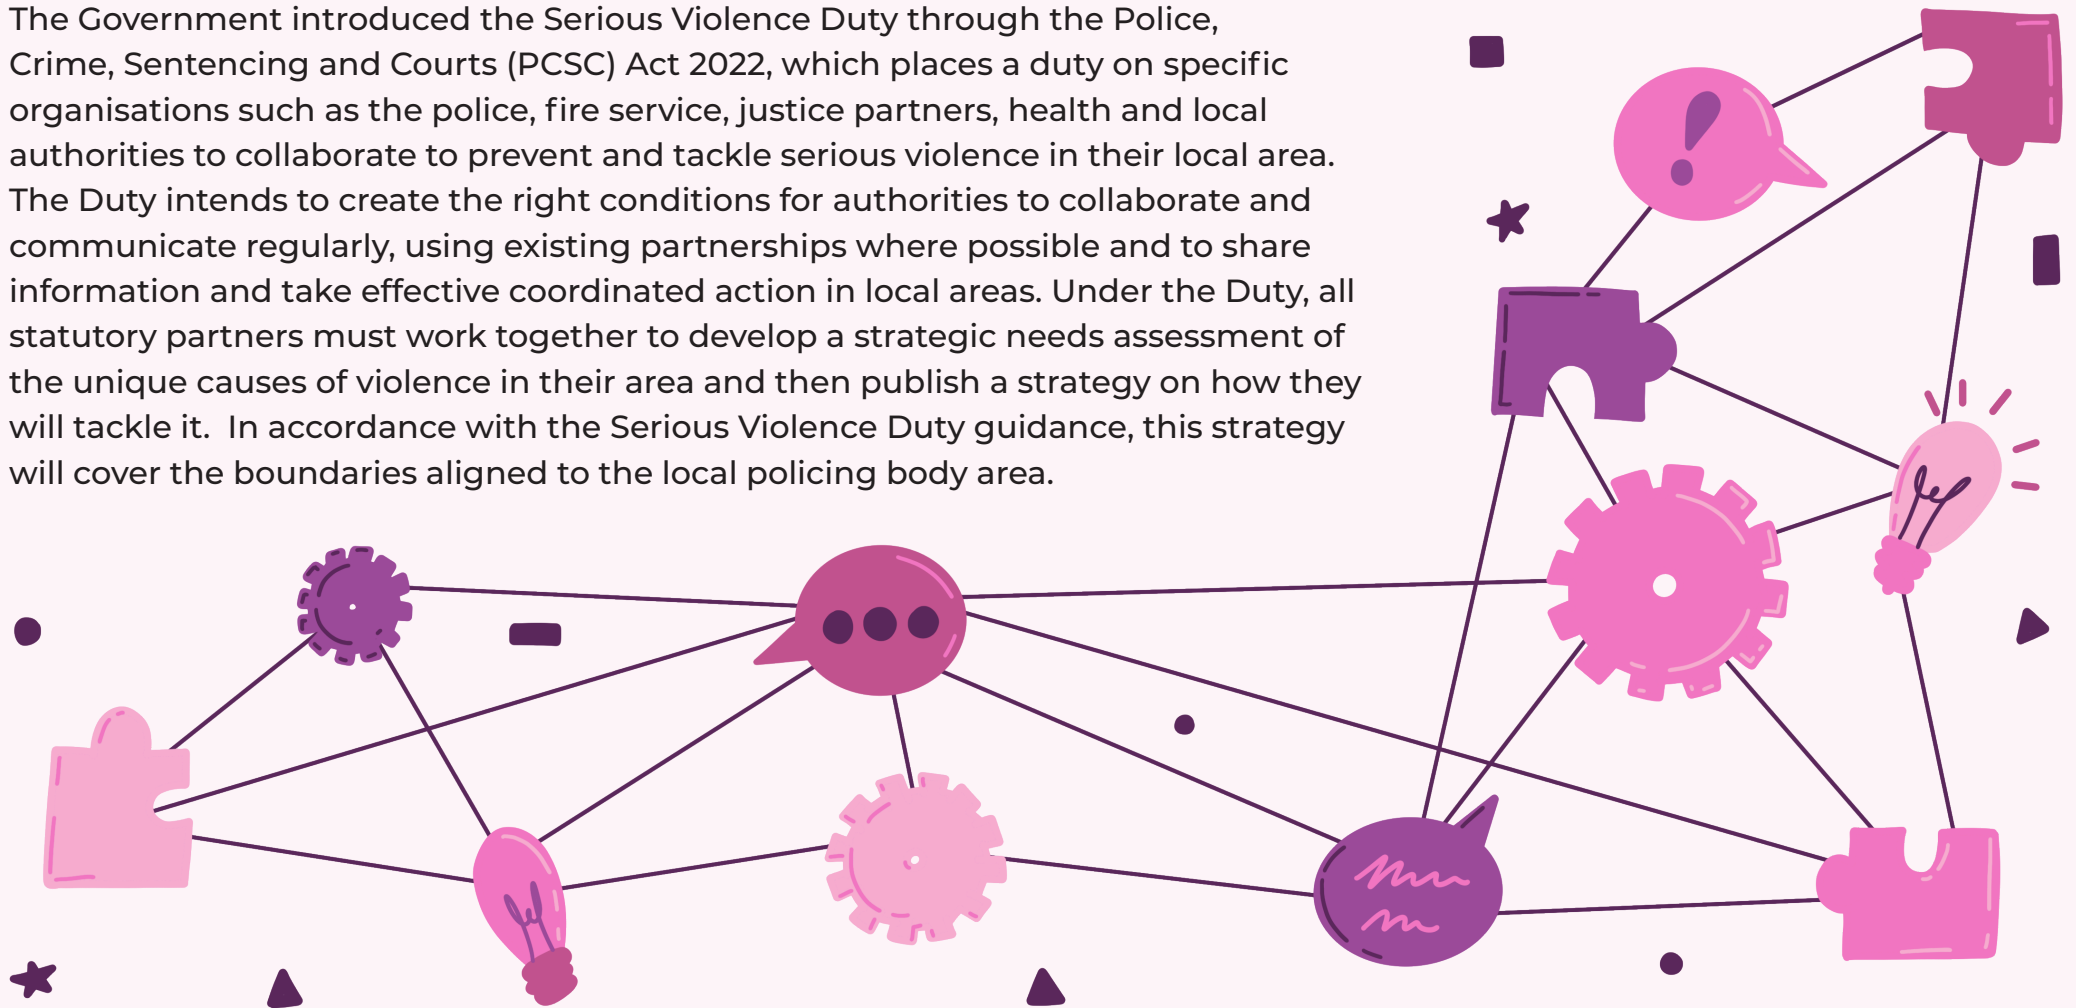 The Government introduced the Serious Violence Duty through the Police,
Crime, Sentencing and Courts (PCSC) Act 2022, which places a duty on specific
organisations such as the police, fire service, justice partners, health and local
authorities to collaborate to prevent and tackle serious violence in their local area.
The Duty intends to create the right conditions for authorities to collaborate and
communicate regularly, using existing partnerships where possible and to share
information and take effective coordinated action in local areas. Under the Duty, all
statutory partners must work together to develop a strategic needs assessment of
the unique causes of violence in their area and then publish a strategy on how they
will tackle it.  In accordance with the Serious Violence Duty guidance, this strategy
will cover the boundaries aligned to the local policing body area.